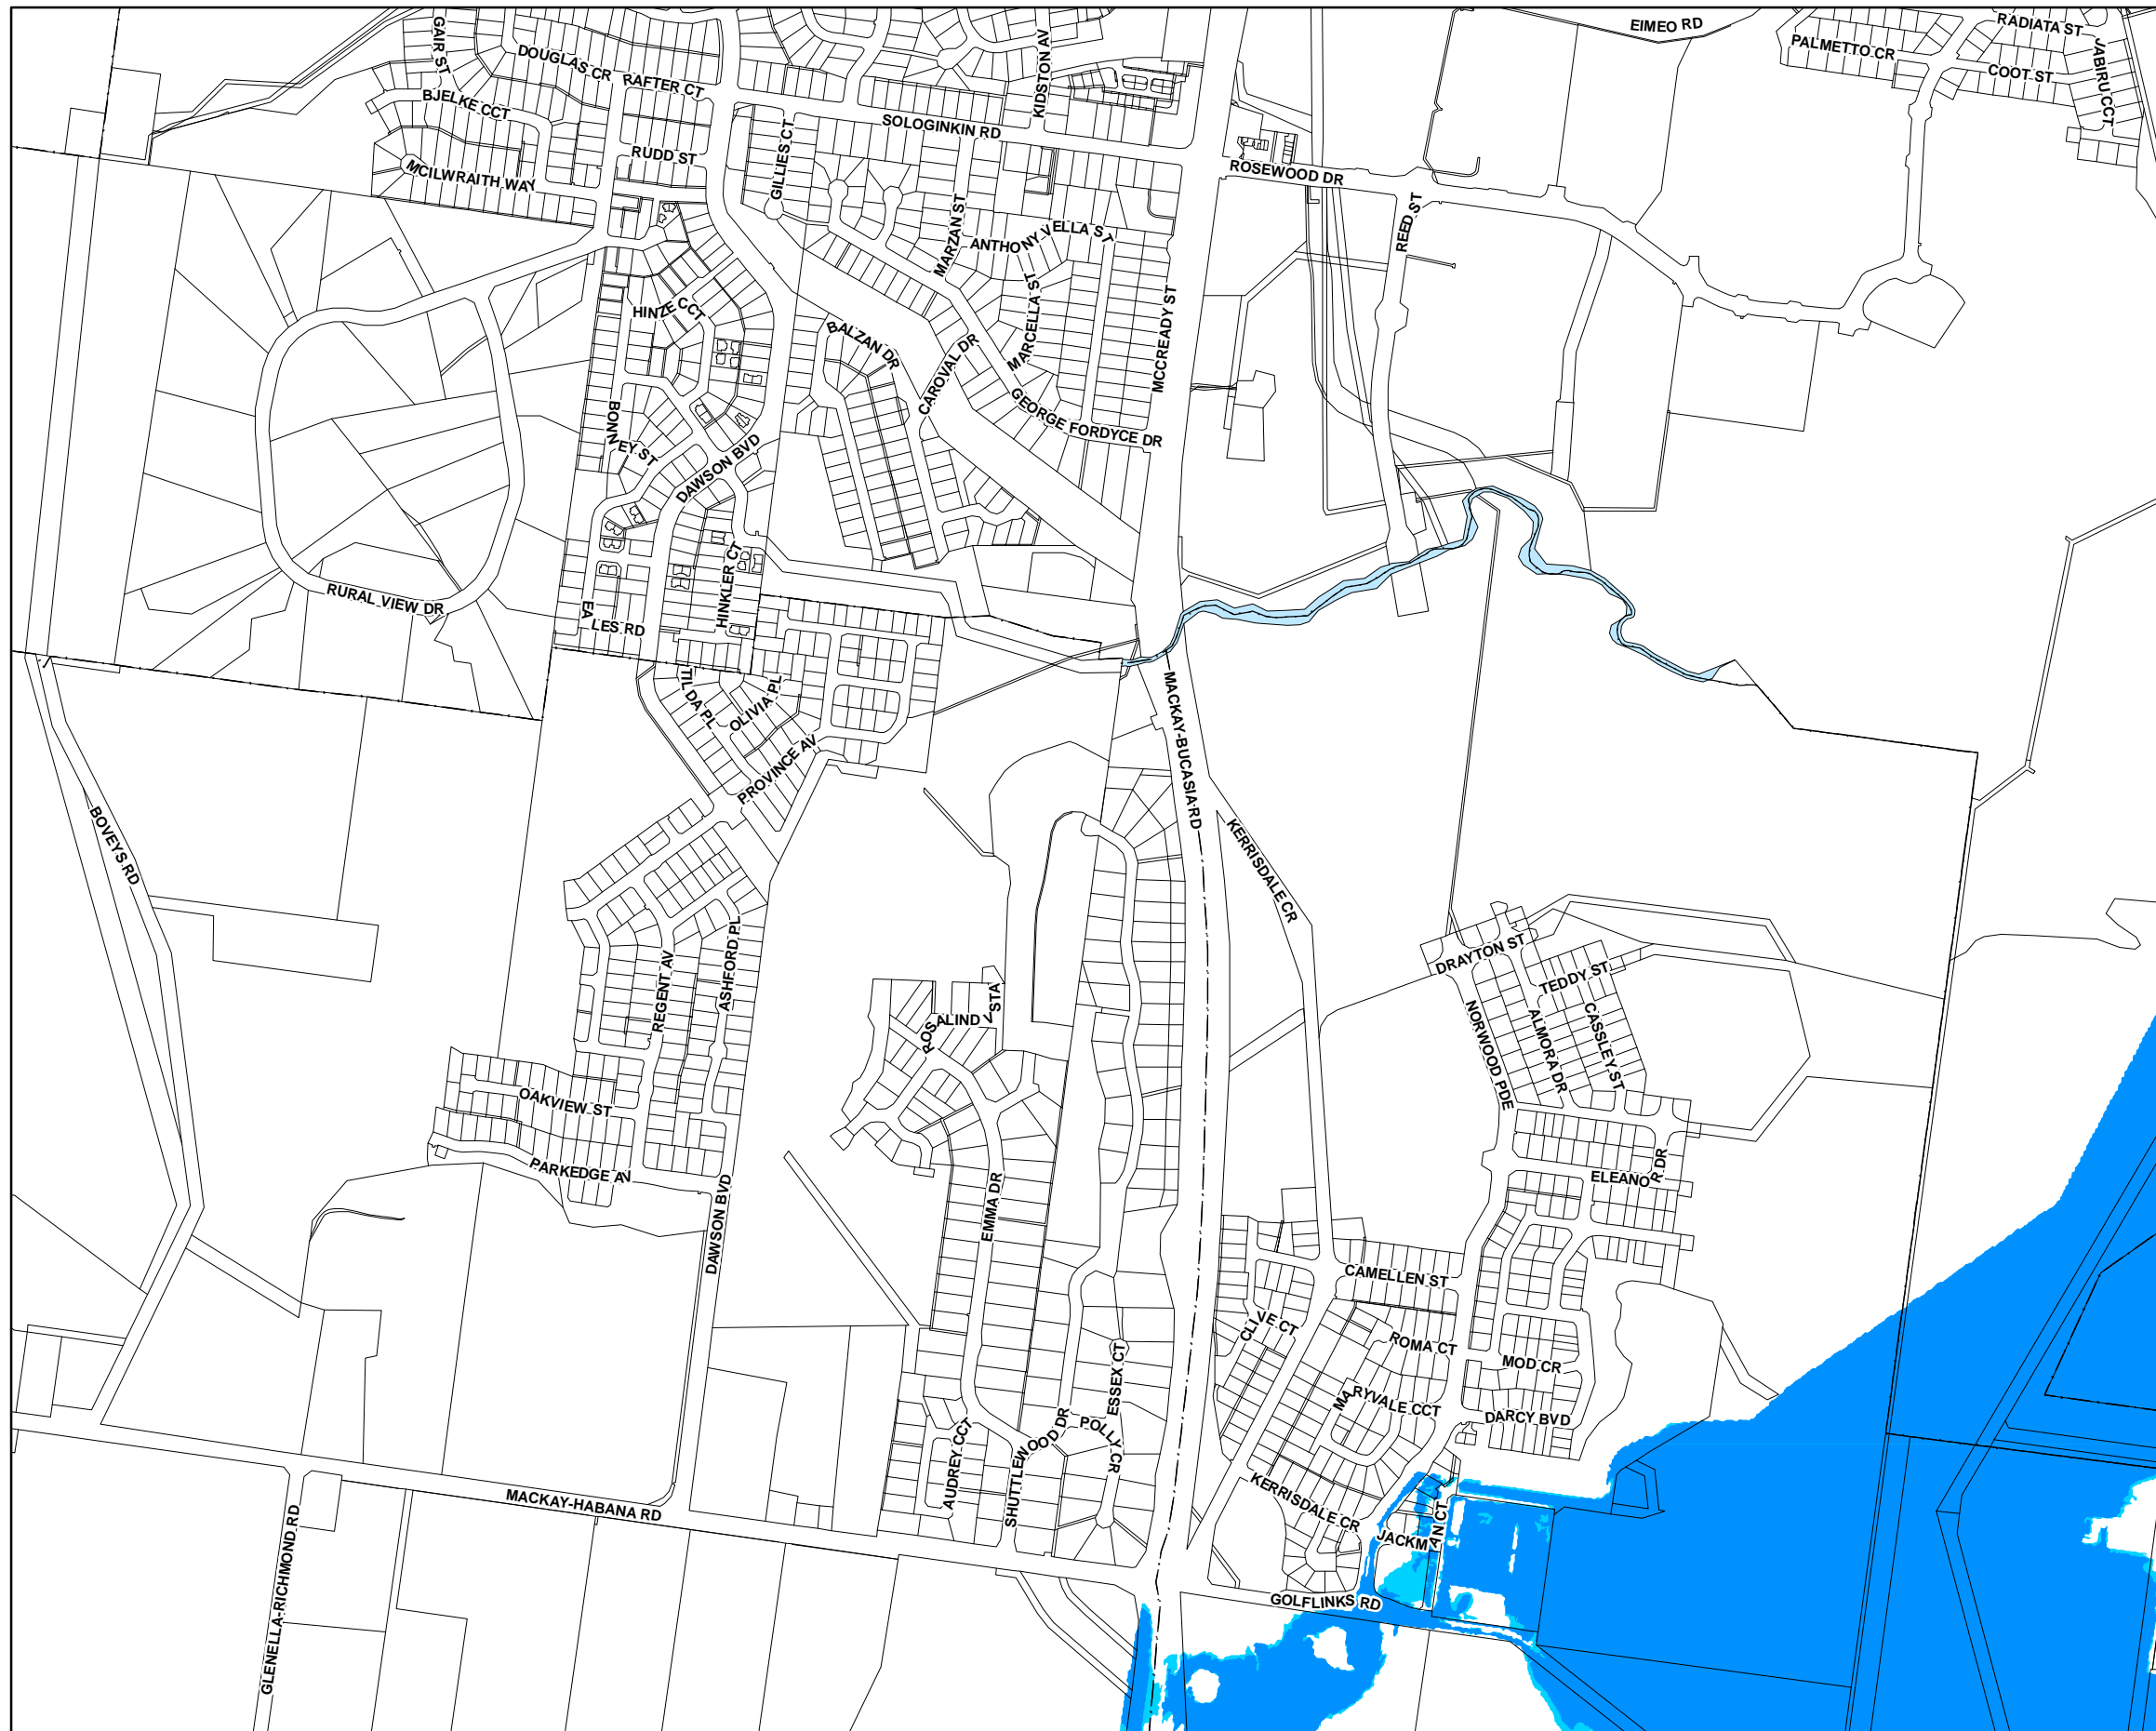 GAIR ST
DOUGLAS CR
RAFTER CT
KIDSTON AV
EIMEO RD
RADIATA ST
PALMETTO CR
COOT ST
JABIRU CCT
BJELKE CCT
GILLIES CT
SOLOGINKIN RD
RUDD ST
MCILWRAITH WAY
ROSEWOOD DR
REED ST
MARZAN ST
ANTHONY VELLA ST
MARCELLA ST
MCCREADY ST
HINZE CCT
BALZAN DR
CAROVAL DR
GEORGE FORDYCE DR
BONNEY ST
DAWSON BVD
HINKLER CT
RURAL VIEW DR
EALES RD
TILDA PL
OLIVIA PL
PROVINCE AV
MACKAY-BUCASIA RD
BOVEYS RD
KERRISDALE CR
ASHFORD PL
REGENT AV
DRAYTON ST
TEDDY ST
ROSALIND VSTA
NORWOOD PDE
ALMORA DR
CASSLEY ST
OAKVIEW ST
PARKEDGE AV
DAWSON BVD
EMMA DR
ELEANOR DR
CAMELLEN ST
CLIVE CT
ROMA CT
MOD CR
ESSEX CT
MARYVALE CCT
DARCY BVD
POLLY CR
AUDREY CCT
SHUTTLEWOOD DR
MACKAY-HABANA RD
KERRISDALE CR
JACKMAN CT
GOLFLINKS RD
GLENELLA-RICHMOND RD